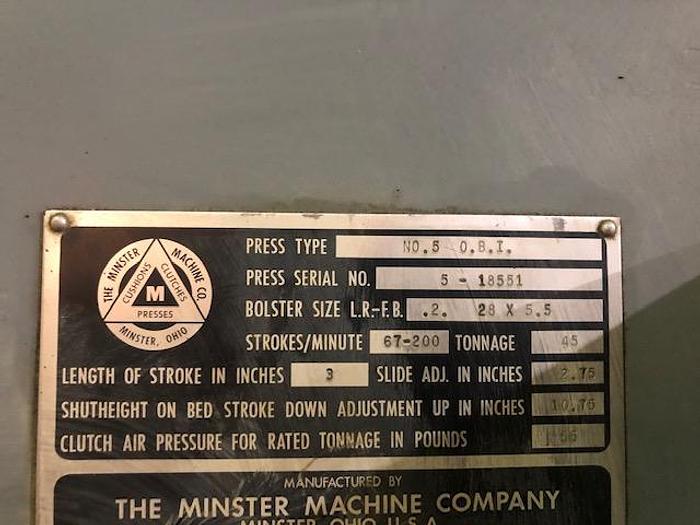 THE MINSTER MACHINE CO.
CUSHIONS CLUTCHES
M
PRESSES
MINSTER, OHIO
PRESS TYPE NO.5 O.B.I.
PRESS SERIAL NO. 5 - 18551
BOLSTER SIZE L.R.-F.B. .2. 28 X 5.5
STROKES/MINUTE 67-200 TONNAGE 45
LENGTH OF STROKE IN INCHES 3 SLIDE ADJ. IN INCHES 2.75
SHUTHEIGHT ON BED STROKE DOWN ADJUSTMENT UP IN INCHES 10.75
CLUTCH AIR PRESSURE FOR RATED TONNAGE IN POUNDS
MANUFACTURED BY
THE MINSTER MACHINE COMPANY
MINSTER, OHIO U.S.A.